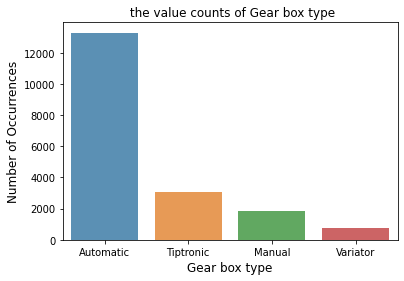 the value counts of Gear box type
12000
10000
8000
6000
4000
2000
0
Number of Occurrences
Automatic Tiptronic Manual Variator
Gear box type